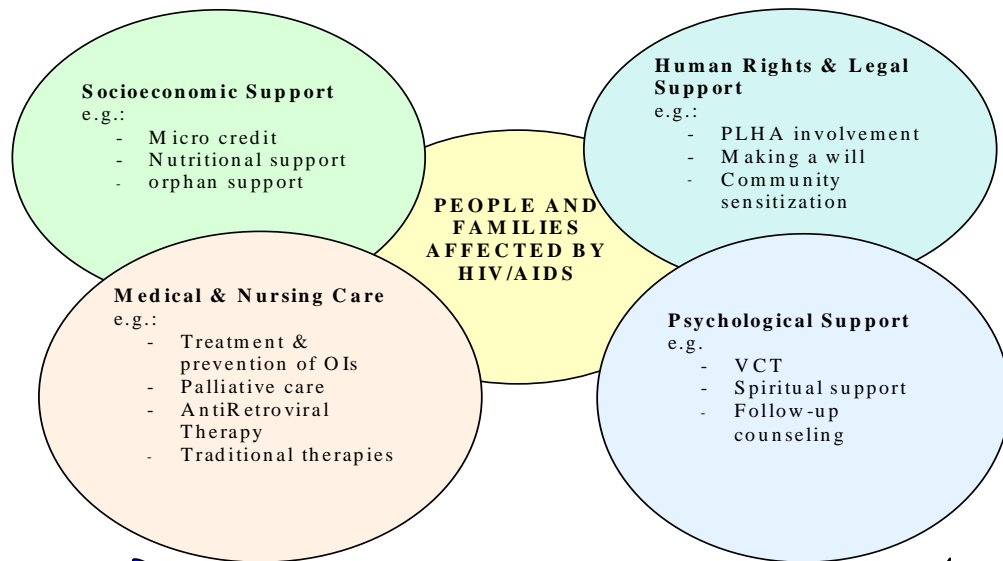 Socioeconomic Support
e.g.:
- Micro credit
- Nutritional support
- orphan support
Human Rights & Legal
Support
e.g.:
- PLHA involvement
- Making a will
- Community
sensitization
PEOPLE AND
FAMILIES
AFFECTED BY
HIV/AIDS
Medical & Nursing Care
e.g.:
- Treatment &
prevention of OIs
- Palliative care
- AntiRetroviral
Therapy
- Traditional therapies
Psychological Support
e.g.
- VCT
- Spiritual support
- Follow-up
counseling